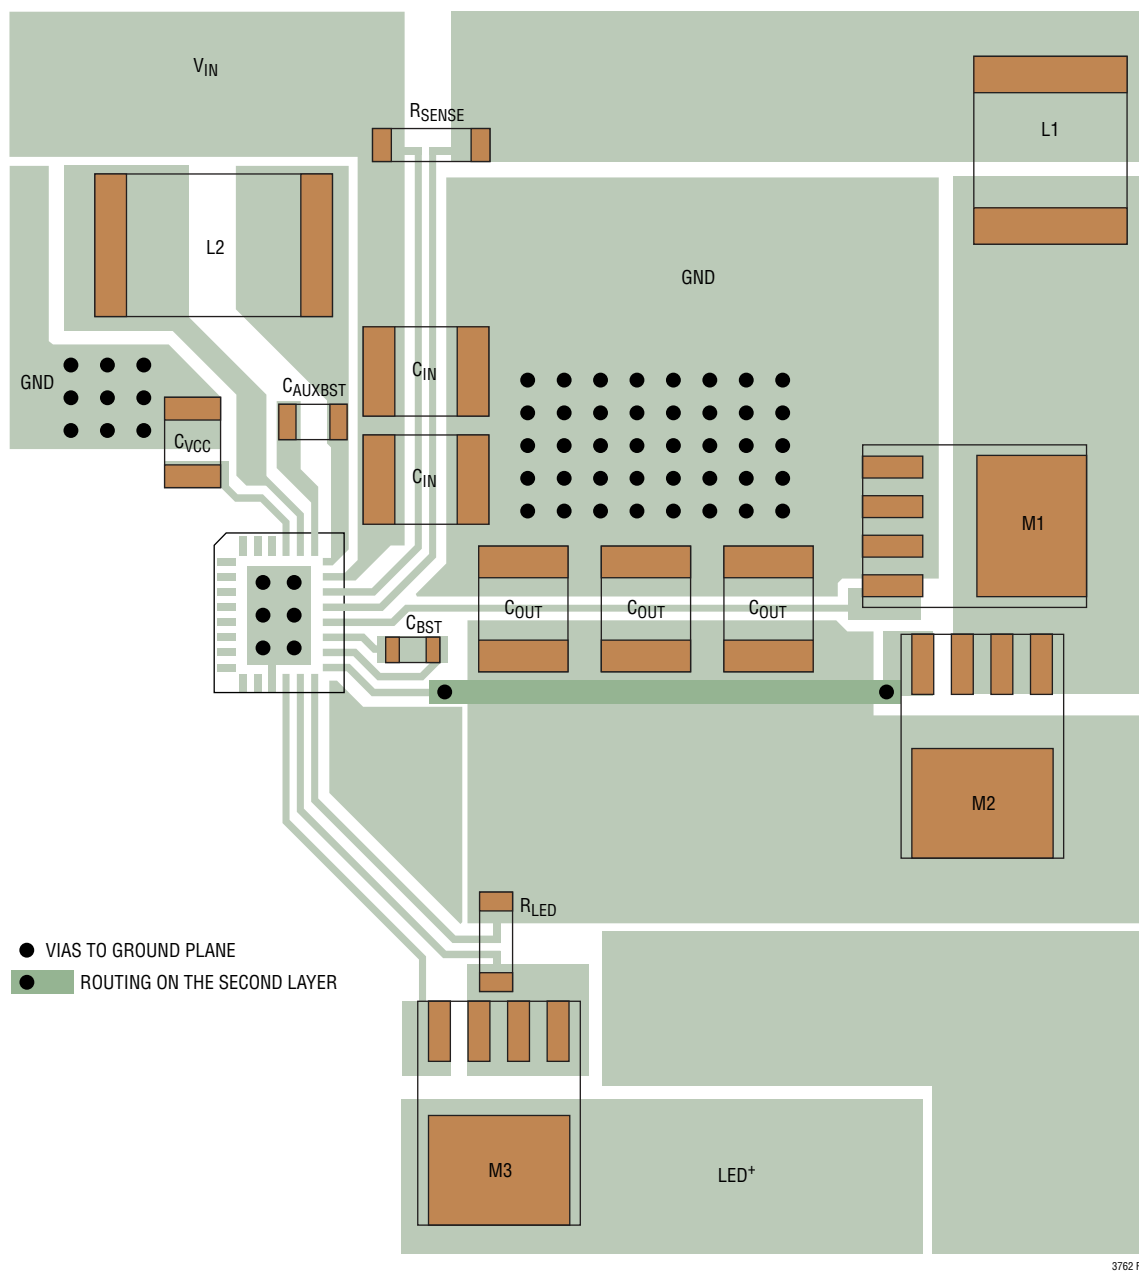 VIN
RSENSE
L1
L2
GND
GND
CIN
CAUXBST
CVCC
CIN
M1
COUT
COUT
COUT
CBST
M2
RLED
VIAS TO GROUND PLANE
ROUTING ON THE SECOND LAYER
M3
LED+
3762 F